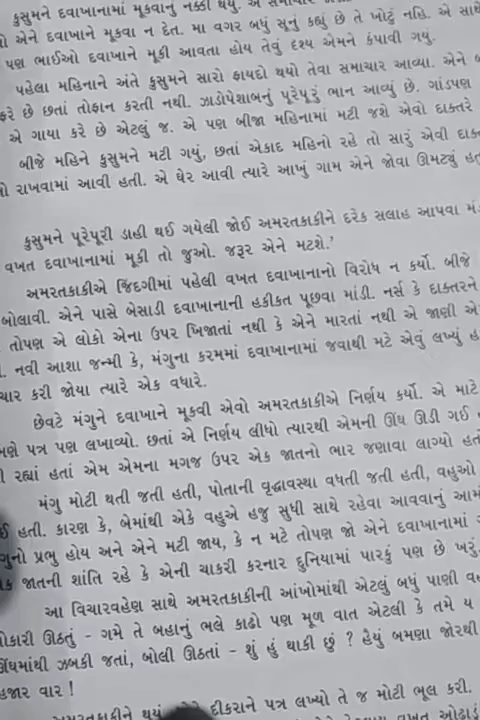 કુસુમને દવાખાનામાં મૂકવાનું નક્કી થયું.
એને દવાખાને મૂકવા ન દેત. મા વગર બધું સૂનું કહ્યું છે તે ખોટું નહિ. એ સાથે
પણ ભાઈઓ દવાખાને મૂકી આવતા હોય તેવું દૃશ્ય એમને કંપાવી ગયું.
પહેલા મહિનાને અંતે કુસુમને સારો ફાયદો થયો તેવા સમાચાર આવ્યા. એને
કરે છે છતાં તોફાન કરતી નથી. ઝાડોપેશાબનું પૂરેપૂરું ભાન આવ્યું છે. ગાંડપણ
એ ગાયા કરે છે એટલું જ. એ પણ બીજા મહિનામાં મટી જશે એવો દાક્તરે
બીજે મહિને કુસુમને મટી ગયું, છતાં એકાદ મહિનો રહે તો સારું એવી
રાખવામાં આવી હતી. એ ઘેર આવી ત્યારે આખું ગામ એને જોવા ઊમટ્યું
કુસુમને પૂરેપૂરી ડાહી થઈ ગયેલી જોઈ અમરતકાકીને દરેક સલાહ આપવા
વખત દવાખાનામાં મૂકી તો જુઓ. જરૂર એને મટશે.'
અમરતકાકીએ જિંદગીમાં પહેલી વખત દવાખાનાનો વિરોધ ન કર્યો. બીજે
બોલાવી. એને પાસે બેસાડી દવાખાનાની હકીકત પૂછવા માંડી. નર્સ કે દાક્તરને
તોપણ એ લોકો એના ઉપર ખિજાતાં નથી કે એને મારતાં નથી એ જાણી
નવી આશા જન્મી કે, મંગુના કરમમાં દવાખાનામાં જવાથી મટે એવું લખ્યું
કરી જોયા ત્યારે એક વધારે.
છેવટે મંગુને દવાખાને મૂકવી એવો અમરતકાકીએ નિર્ણય કર્યો. એ માટે
પત્ર પણ લખાવ્યો. છતાં એ નિર્ણય લીધો ત્યારથી એમની ઊંઘ ઊડી ગઈ
રહ્યાં હતાં એમ એમના મગજ ઉપર એક જાતનો ભાર જણાવા લાગ્યો
મંગુ મોટી થતી જતી હતી, પોતાની વૃદ્ધાવસ્થા વધતી જતી હતી, વહુઓ
હતી. કારણ કે, બેમાંથી એકે વહુએ હજુ સુધી સાથે રહેવા આવવાનું
પ્રભુ હોય અને એને મટી જાય, કે ન મટે તોપણ જો એને દવાખાનામાં
જાતની શાંતિ રહે કે એની ચાકરી કરનાર દુનિયામાં પારકું પણ છે ખરું.
આ વિચારવહેણ સાથે અમરતકાકીની આંખોમાંથી એટલું બધું પાણી
પોકારી ઊઠતું - ગમે તે બહાનું ભલે કાઢો પણ મૂળ વાત એટલી કે તમે ય
ઊંઘમાંથી ઝબકી જતાં, બોલી ઊઠતાં - શું હું થાકી છું ? હૈયું બમણા જોરથી
હજાર વાર !
અમરતકાકીને થયું દીકરાને પત્ર લખ્યો તે જ મોટી ભૂલ કરી.